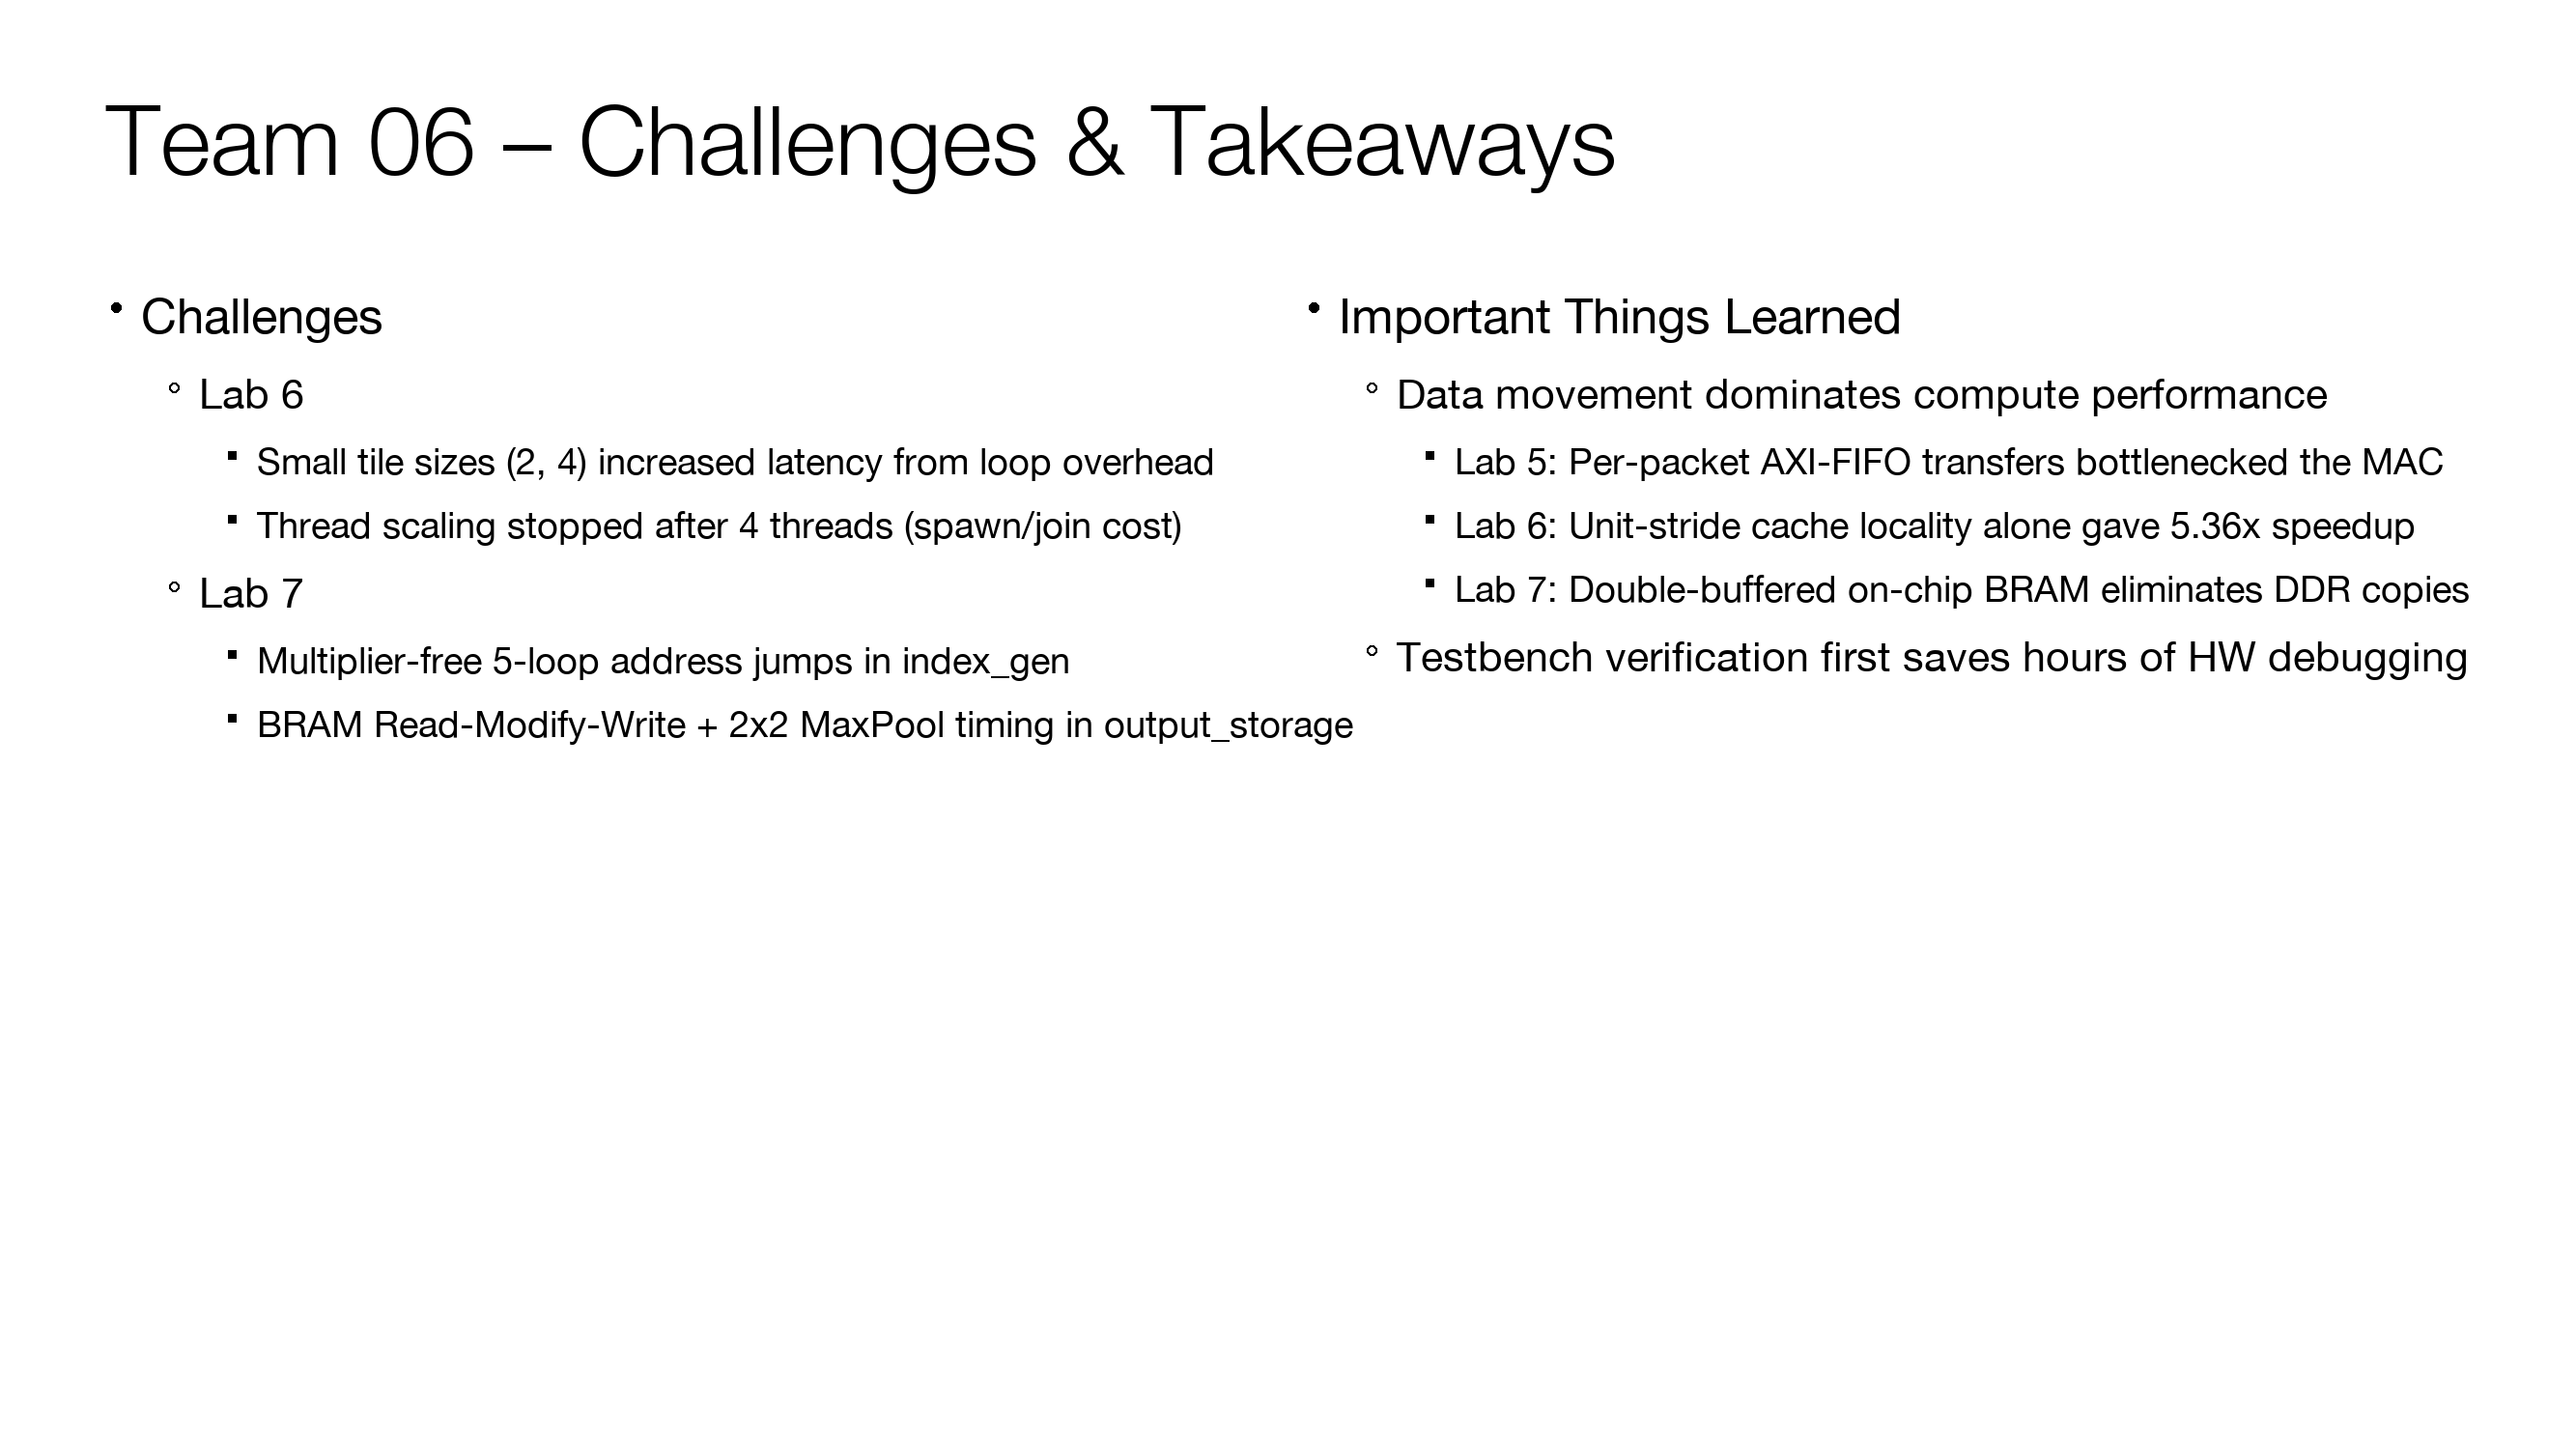 Team 06 – Challenges & Takeaways
• Challenges
◦ Lab 6
▪ Small tile sizes (2, 4) increased latency from loop overhead
▪ Thread scaling stopped after 4 threads (spawn/join cost)
◦ Lab 7
▪ Multiplier-free 5-loop address jumps in index_gen
▪ BRAM Read-Modify-Write + 2x2 MaxPool timing in output_storage
• Important Things Learned
◦ Data movement dominates compute performance
▪ Lab 5: Per-packet AXI-FIFO transfers bottlenecked the MAC
▪ Lab 6: Unit-stride cache locality alone gave 5.36x speedup
▪ Lab 7: Double-buffered on-chip BRAM eliminates DDR copies
◦ Testbench verification first saves hours of HW debugging